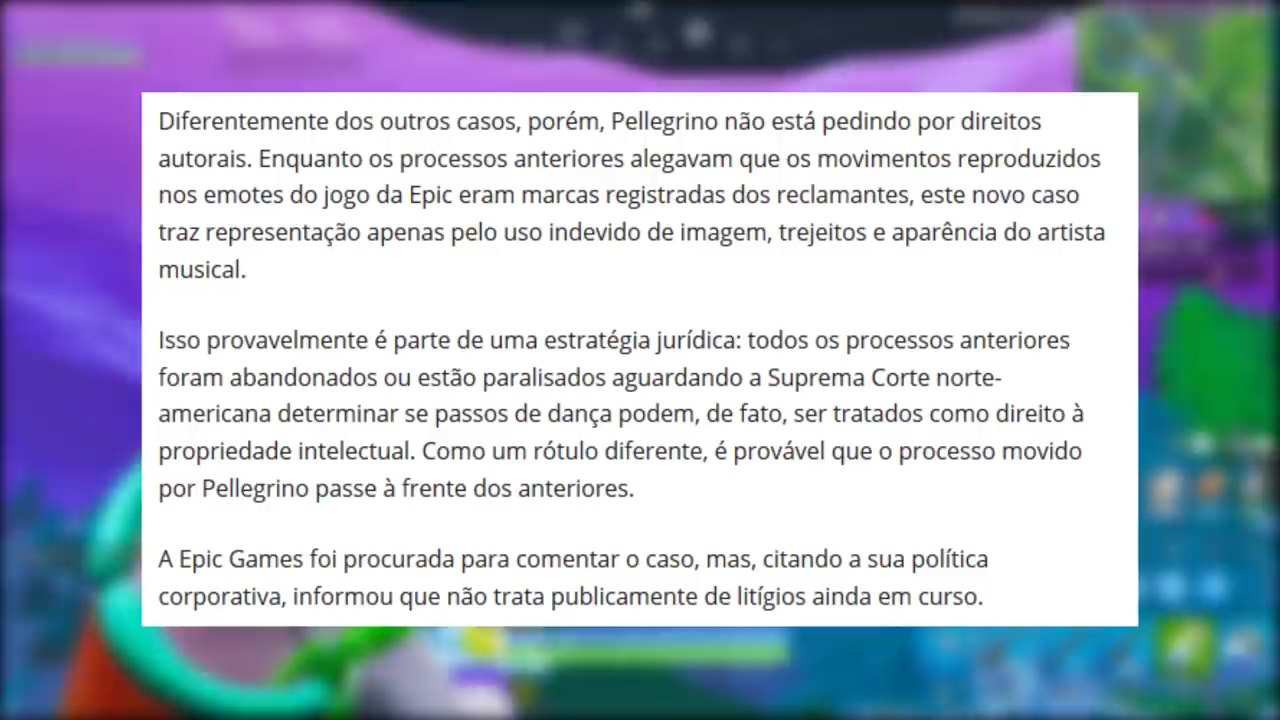 Diferentemente dos outros casos, porém, Pellegrino não está pedindo por direitos
autorais. Enquanto os processos anteriores alegavam que os movimentos reproduzidos
nos emotes do jogo da Epic eram marcas registradas dos reclamantes, este novo caso
traz representação apenas pelo uso indevido de imagem, trejeitos e aparência do artista
musical.
Isso provavelmente é parte de uma estratégia jurídica: todos os processos anteriores
foram abandonados ou estão paralisados aguardando a Suprema Corte norte-
americana determinar se passos de dança podem, de fato, ser tratados como direito à
propriedade intelectual. Como um rótulo diferente, é provável que o processo movido
por Pellegrino passe à frente dos anteriores.
A Epic Games foi procurada para comentar o caso, mas, citando a sua política
corporativa, informou que não trata publicamente de litígios ainda em curso.